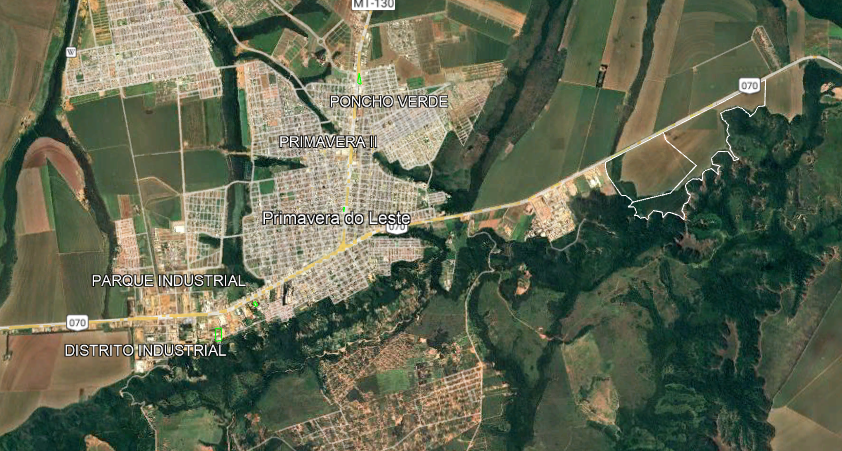 MT-130
W
070
PONCHO VERDE
PRIMAVERA II
Primavera do Leste
070
PARQUE INDUSTRIAL
070
DISTRITO INDUSTRIAL